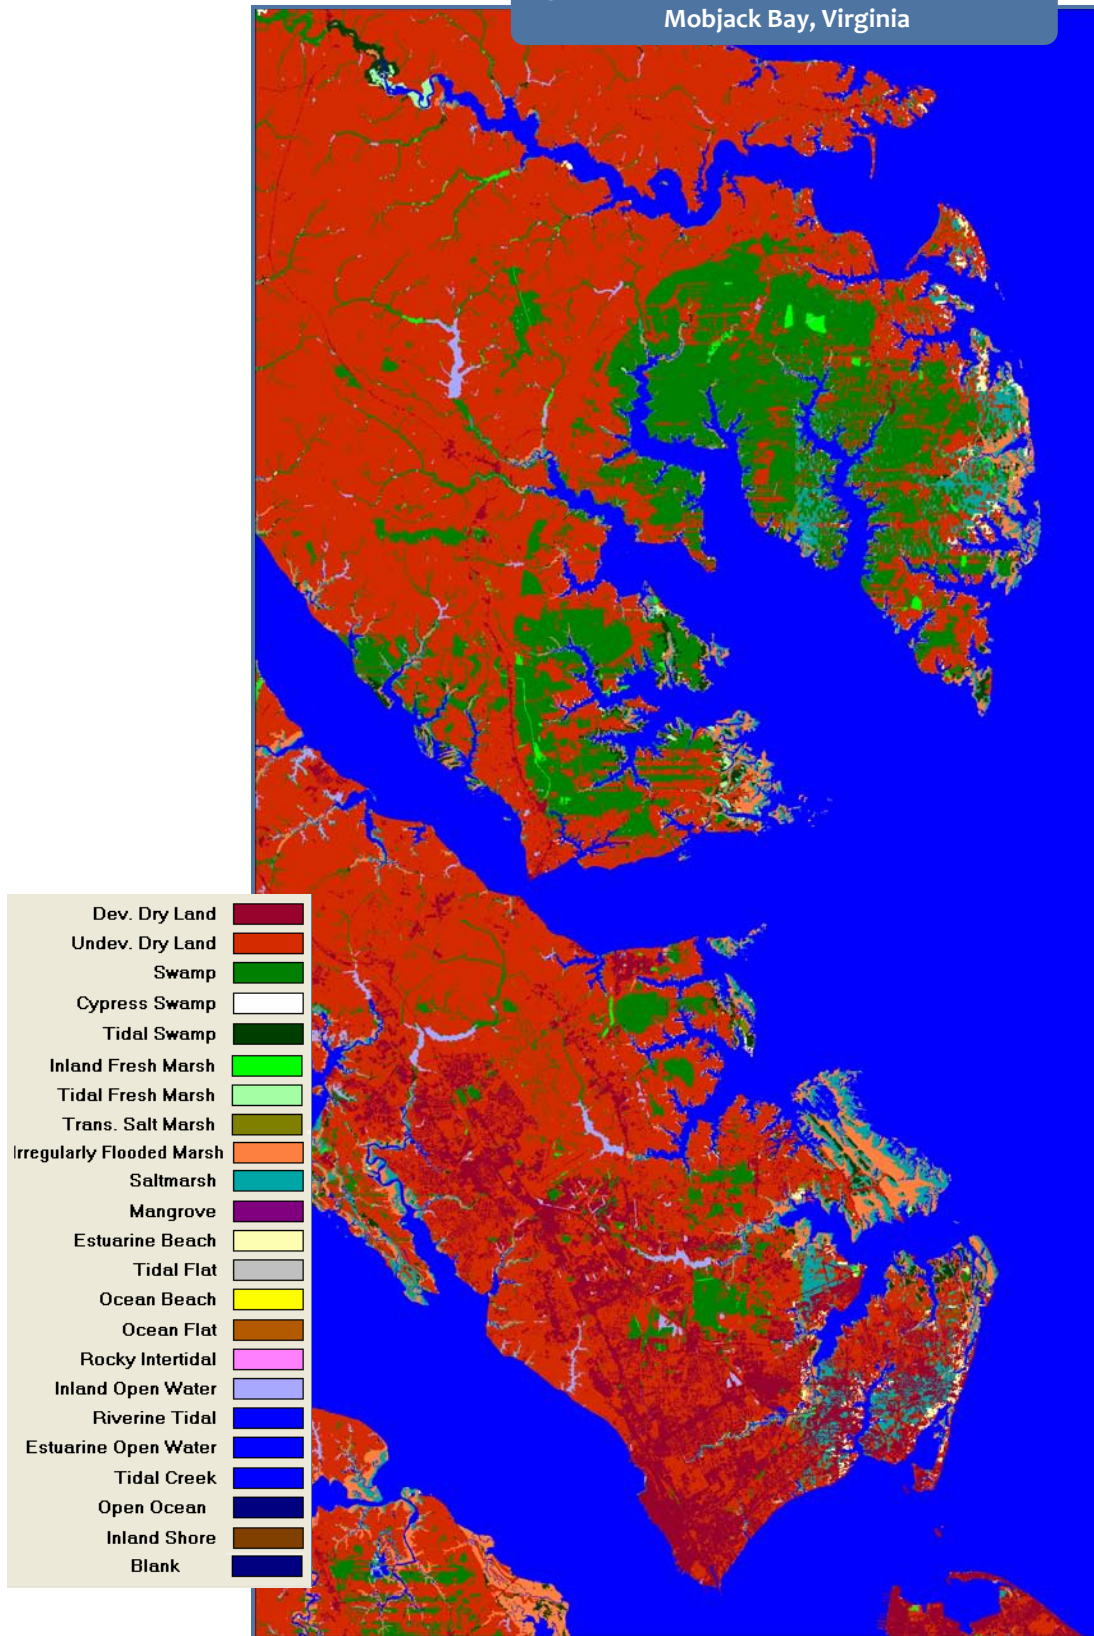 Mobjack Bay, Virginia
Dev. Dry Land
Undev. Dry Land
Swamp
Cypress Swamp
Tidal Swamp
Inland Fresh Marsh
Tidal Fresh Marsh
Trans. Salt Marsh
Irregularly Flooded Marsh
Saltmarsh
Mangrove
Estuarine Beach
Tidal Flat
Ocean Beach
Ocean Flat
Rocky Intertidal
Inland Open Water
Riverine Tidal
Estuarine Open Water
Tidal Creek
Open Ocean
Inland Shore
Blank